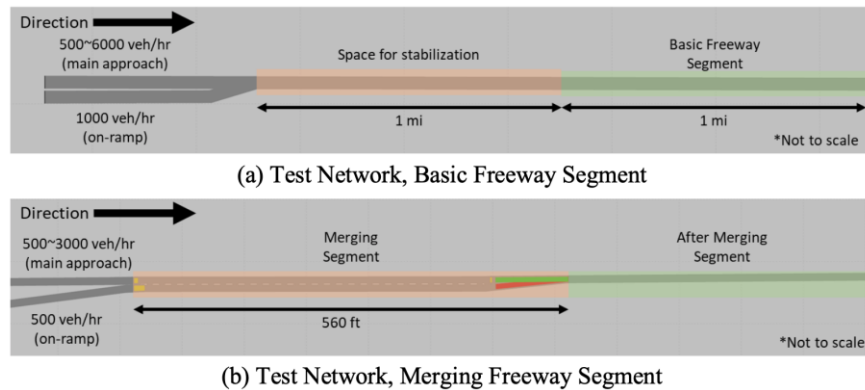 Direction
500~6000 veh/hr
(main approach)
Space for stabilization
Basic Freeway
Segment
1000 veh/hr
(on-ramp)
1 mi
1 mi
*Not to scale
(a) Test Network, Basic Freeway Segment
Direction
500~3000 veh/hr
(main approach)
Merging
Segment
After Merging
Segment
500 veh/hr
(on-ramp)
560 ft
*Not to scale
(b) Test Network, Merging Freeway Segment